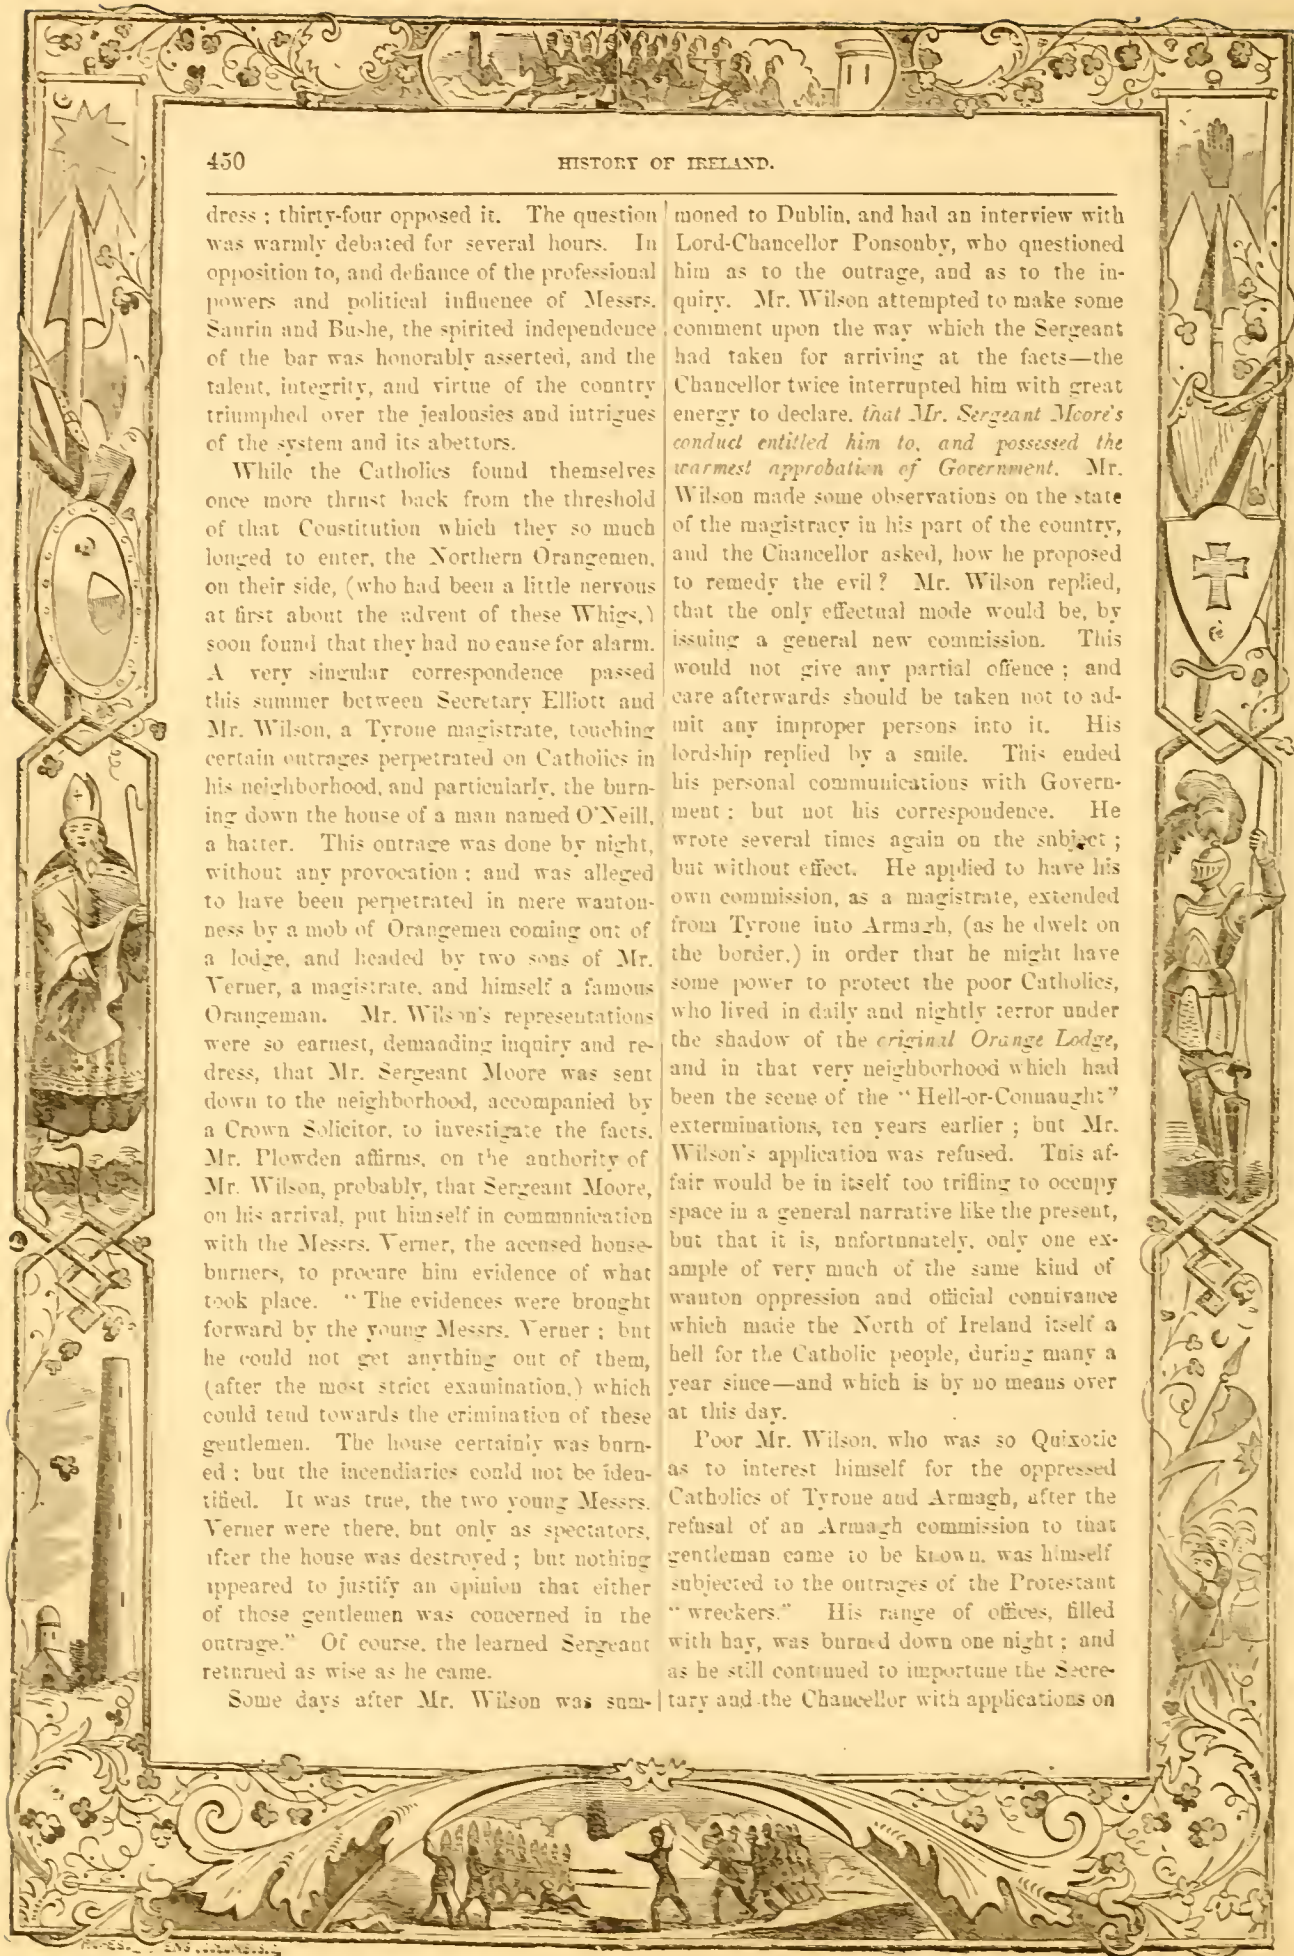 450
HISTORY OF IRELAND.
dress ; thirty-four opposed it. The question
was warmly debated for several hours. In
opposition to, and defiance of the professional
powers and political influence of Messrs.
Saurin and Bushe, the spirited independence
of the bar was honorably asserted, and the
talent, integrity, and virtue of the country
triumphed over the jealousies and intrigues
of the system and its abettors.
While the Catholics found themselves
once more thrust back from the threshold
of that Constitution which they so much
longed to enter, the Northern Orangemen,
on their side, (who had been a little nervous
at first about the advent of these Whigs,)
soon found that they had no cause for alarm.
A very singular correspondence passed
this summer between Secretary Elliott and
Mr. Wilson, a Tyrone magistrate, touching
certain outrages perpetrated on Catholics in
his neighborhood, and particularly, the burn-
ing down the house of a man named O'Neill,
a hatter. This outrage was done by night,
without any provocation ; and was alleged
to have been perpetrated in mere wanton-
ness by a mob of Orangemen coming out of
a lodge, and headed by two sons of Mr.
Verner, a magistrate, and himself a famous
Orangeman. Mr. Wilson's representations
were so earnest, demanding inquiry and re-
dress, that Mr. Sergeant Moore was sent
down to the neighborhood, accompanied by
a Crown Solicitor, to investigate the facts.
Mr. Plowden affirms, on the authority of
Mr. Wilson, probably, that Sergeant Moore,
on his arrival, put himself in communication
with the Messrs. Verner, the accused house-
burners, to procure him evidence of what
took place. " The evidences were brought
forward by the young Messrs. Verner ; but
he could not get anything out of them,
(after the most strict examination,) which
could tend towards the crimination of these
gentlemen. The house certainly was burn-
ed ; but the incendiaries could not be iden-
tified. It was true, the two young Messrs.
Verner were there, but only as spectators,
after the house was destroyed ; but nothing
appeared to justify an opinion that either
of those gentlemen was concerned in the
outrage." Of course, the learned Sergeant
returned as wise as he came.
Some days after Mr. Wilson was sum-
moned to Dublin, and had an interview with
Lord-Chancellor Ponsonby, who questioned
him as to the outrage, and as to the in-
quiry. Mr. Wilson attempted to make some
comment upon the way which the Sergeant
had taken for arriving at the facts—the
Chancellor twice interrupted him with great
energy to declare, that Mr. Sergeant Moore's
conduct entitled him to, and possessed the
warmest approbation of Government. Mr.
Wilson made some observations on the state
of the magistracy in his part of the country,
and the Chancellor asked, how he proposed
to remedy the evil ? Mr. Wilson replied,
that the only effectual mode would be, by
issuing a general new commission. This
would not give any partial offence ; and
care afterwards should be taken not to ad-
mit any improper persons into it. His
lordship replied by a smile. This ended
his personal communications with Govern-
ment ; but not his correspondence. He
wrote several times again on the subject ;
but without effect. He applied to have his
own commission, as a magistrate, extended
from Tyrone into Armagh, (as he dwelt on
the border,) in order that he might have
some power to protect the poor Catholics,
who lived in daily and nightly terror under
the shadow of the original Orange Lodge,
and in that very neighborhood which had
been the scene of the " Hell-or-Connaught"
exterminations, ten years earlier ; but Mr.
Wilson's application was refused. This af-
fair would be in itself too trifling to occupy
space in a general narrative like the present,
but that it is, unfortunately, only one ex-
ample of very much of the same kind of
wanton oppression and official connivance
which made the North of Ireland itself a
hell for the Catholic people, during many a
year since—and which is by no means over
at this day.
Poor Mr. Wilson, who was so Quixotic
as to interest himself for the oppressed
Catholics of Tyrone and Armagh, after the
refusal of an Armagh commission to that
gentleman came to be known, was himself
subjected to the outrages of the Protestant
" wreckers." His range of offices, filled
with hay, was burned down one night ; and
as he still continued to importune the Secre-
tary and the Chancellor with applications on